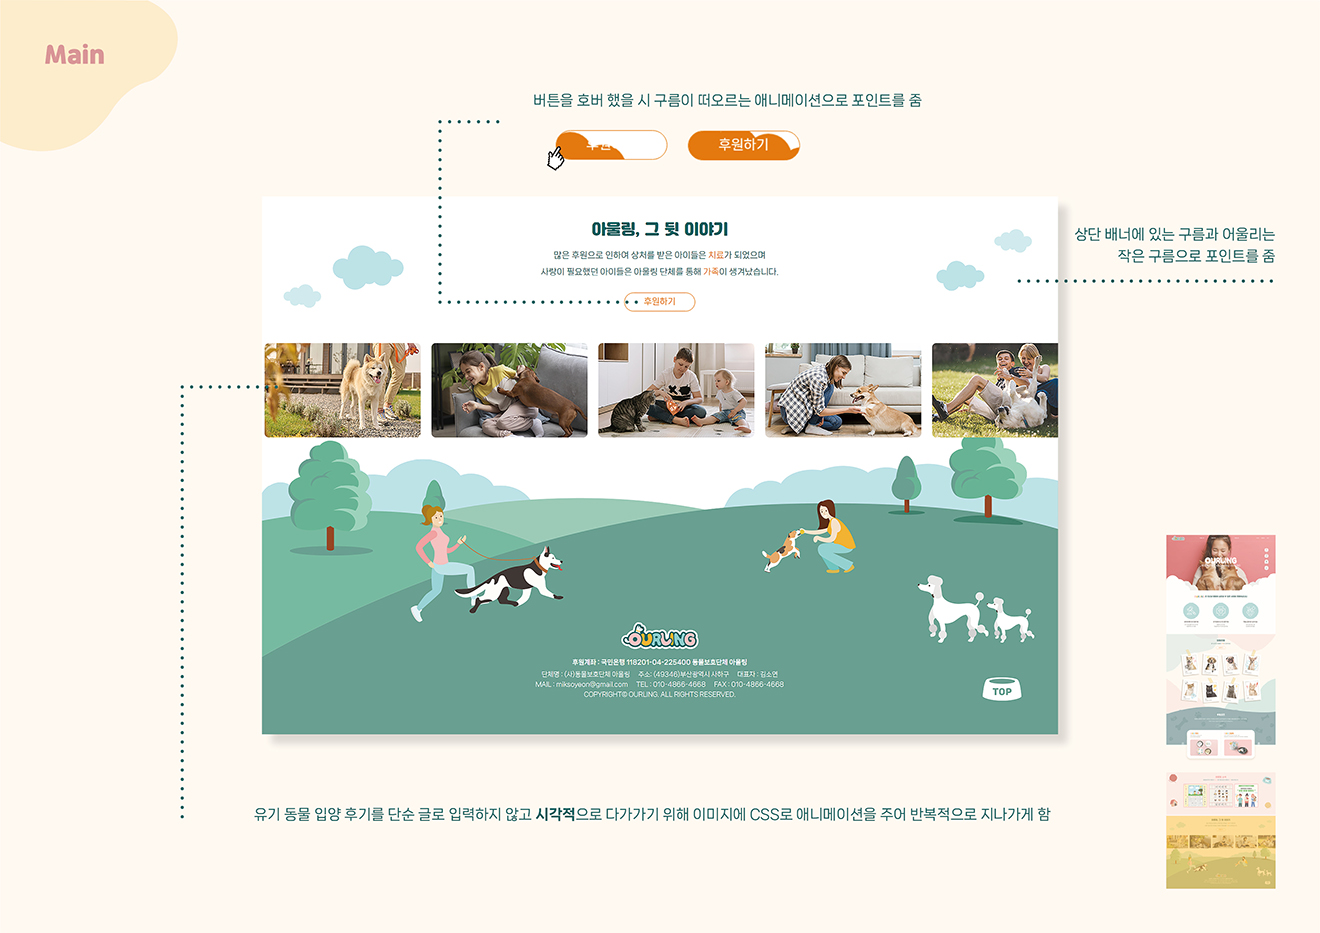 Main
버튼을 호버 했을 시 구름이 떠오르는 애니메이션으로 포인트를 줌
후원
후원하기
아울링, 그 뒷 이야기
많은 후원으로 인하여 상처를 받은 아이들은 치료가 되었으며
사랑이 필요했던 아이들은 아울링 단체를 통해 가족이 생겨났습니다.
후원하기
상단 배너에 있는 구름과 어울리는
작은 구름으로 포인트를 줌
OURLING
후원계좌 : 국민은행 118201-04-225400 동물보호단체 아울링
단체명 : (사)동물보호단체 아울링 주소: (49346)부산광역시 사하구 대표자 : 김소연
MAIL : miksoyeon@gmail.com TEL : 010-4866-4668 FAX : 010-4866-4668
COPYRIGHT© OURLING. ALL RIGHTS RESERVED.
TOP
OURLING
유기 동물 입양 후기를 단순 글로 입력하지 않고 시각적으로 다가가기 위해 이미지에 CSS로 애니메이션을 주어 반복적으로 지나가게 함